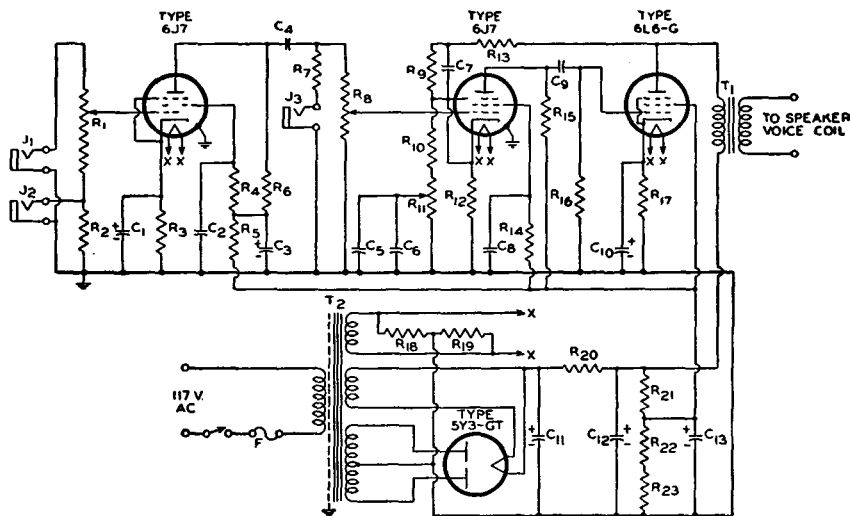 TYPE
6J7
TYPE
6J7
TYPE
6L6-G
C4
R7
J3
R8
R9
C7
R13
C9
T1
TO SPEAKER
VOICE COIL
J1
J2
R1
R2
X X
C1
R3
C2
R4
R5
R6
C3
R10
R11
C5
C6
X X
R12
C8
R14
R15
R16
X X
C10
R17
T2
X
R18
R19
X
117 V.
AC
F
TYPE
5Y3-GT
R20
C11
C12
R21
R22
R23
C13